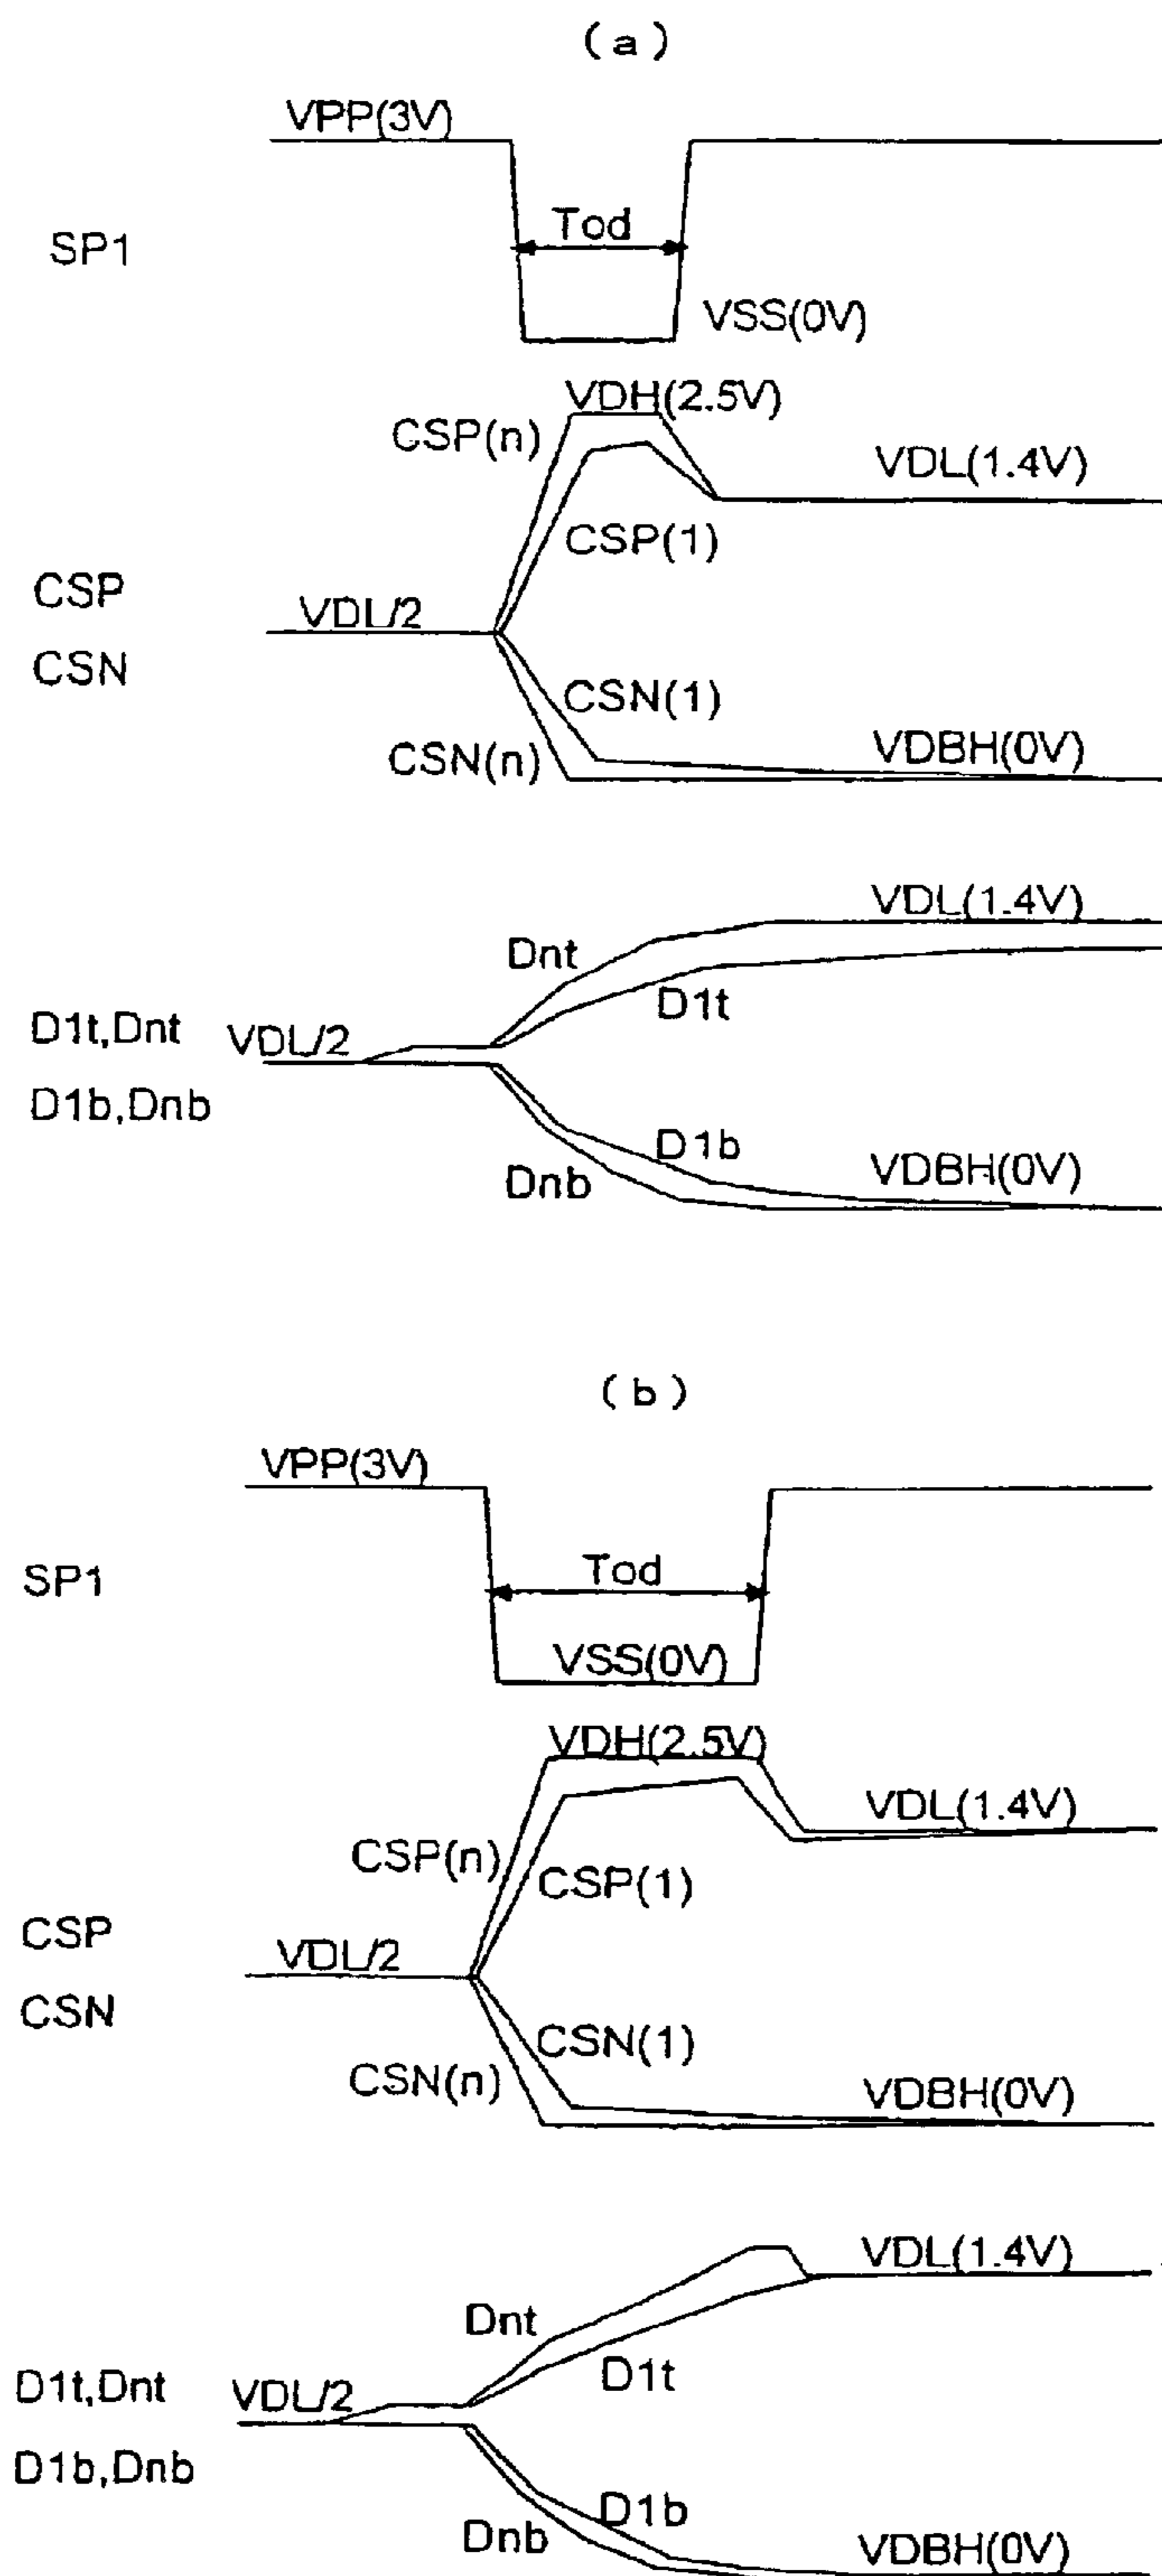 (a)
VPP(3V)
SP1
Tod
VSS(0V)
VDH(2.5V)
CSP(n)
VDL(1.4V)
CSP(1)
CSP
VDL/2
CSN
CSN(1)
CSN(n)
VDBH(0V)
VDL(1.4V)
Dnt
D1t
D1t,Dnt
VDL/2
D1b,Dnb
D1b
Dnb
VDBH(0V)
(b)
VPP(3V)
SP1
Tod
VSS(0V)
VDH(2.5V)
VDL(1.4V)
CSP(n)
CSP(1)
CSP
VDL/2
CSN
CSN(1)
CSN(n)
VDBH(0V)
VDL(1.4V)
Dnt
D1t
D1t,Dnt
VDL/2
D1b,Dnb
D1b
Dnb
VDBH(0V)